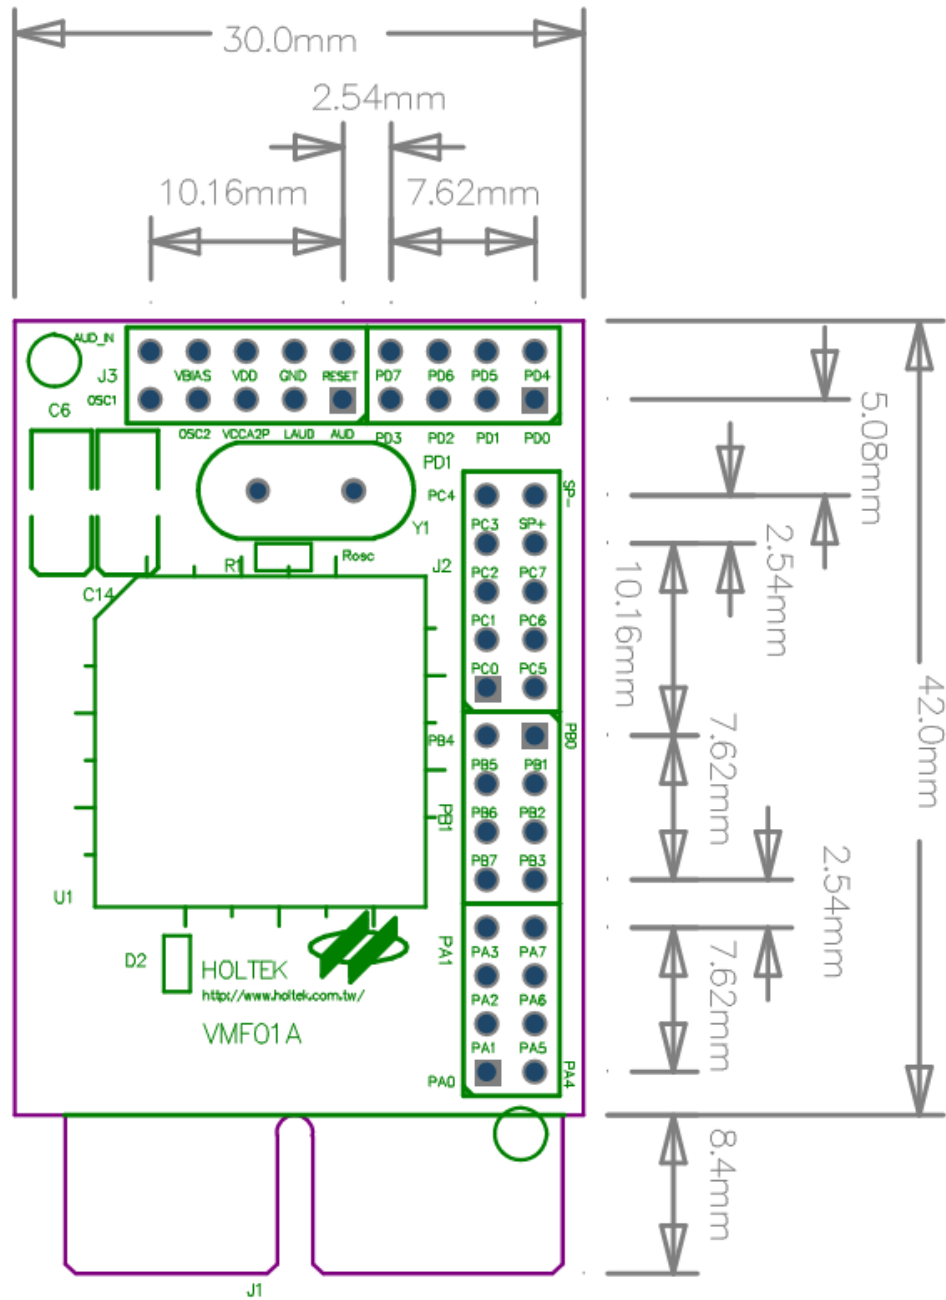 30.0mm
2.54mm
10.16mm
7.62mm
AUD_IN
J3
VBIAS
VDD
GND
RESET
PD7
PD6
PD5
PD4
OSC1
C6
OSC2
VCCA2P
LAUD
AUD
PD3
PD2
PD1
PD0
PD1
5.08mm
PC4
SP-
Y1
PC3
SP+
2.54mm
R1
Rosc
J2
PC2
PC7
10.16mm
C14
PC1
PC6
PC0
PC5
42.0mm
PB4
PB0
7.62mm
PB5
PB1
PB1
PB6
PB2
PB7
PB3
2.54mm
U1
D2
HOLTEK
http://www.holtek.com.tw/
VMF01A
PA1
PA3
PA7
7.62mm
PA2
PA6
PA1
PA5
PA0
PA4
8.4mm
J1